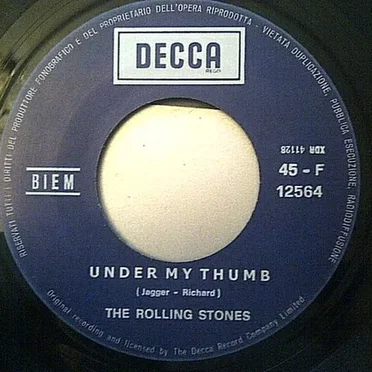 RISERVATI TUTTI I DIRITTI DEL PRODUTTORE FONOGRAFICO E DEL PROPRIETARIO DELL'OPERA RIPRODOTTA - VIETATA DUPLICAZIONE, PUBBLICA ESECUZIONE, RADIODIFFUSIONE
DECCA
REGD
XDR 41128
BIEM
45 - F
12564
UNDER MY THUMB
( Jagger - Richard )
THE ROLLING STONES
Original recording and licensed by The Decca Record Company Limited